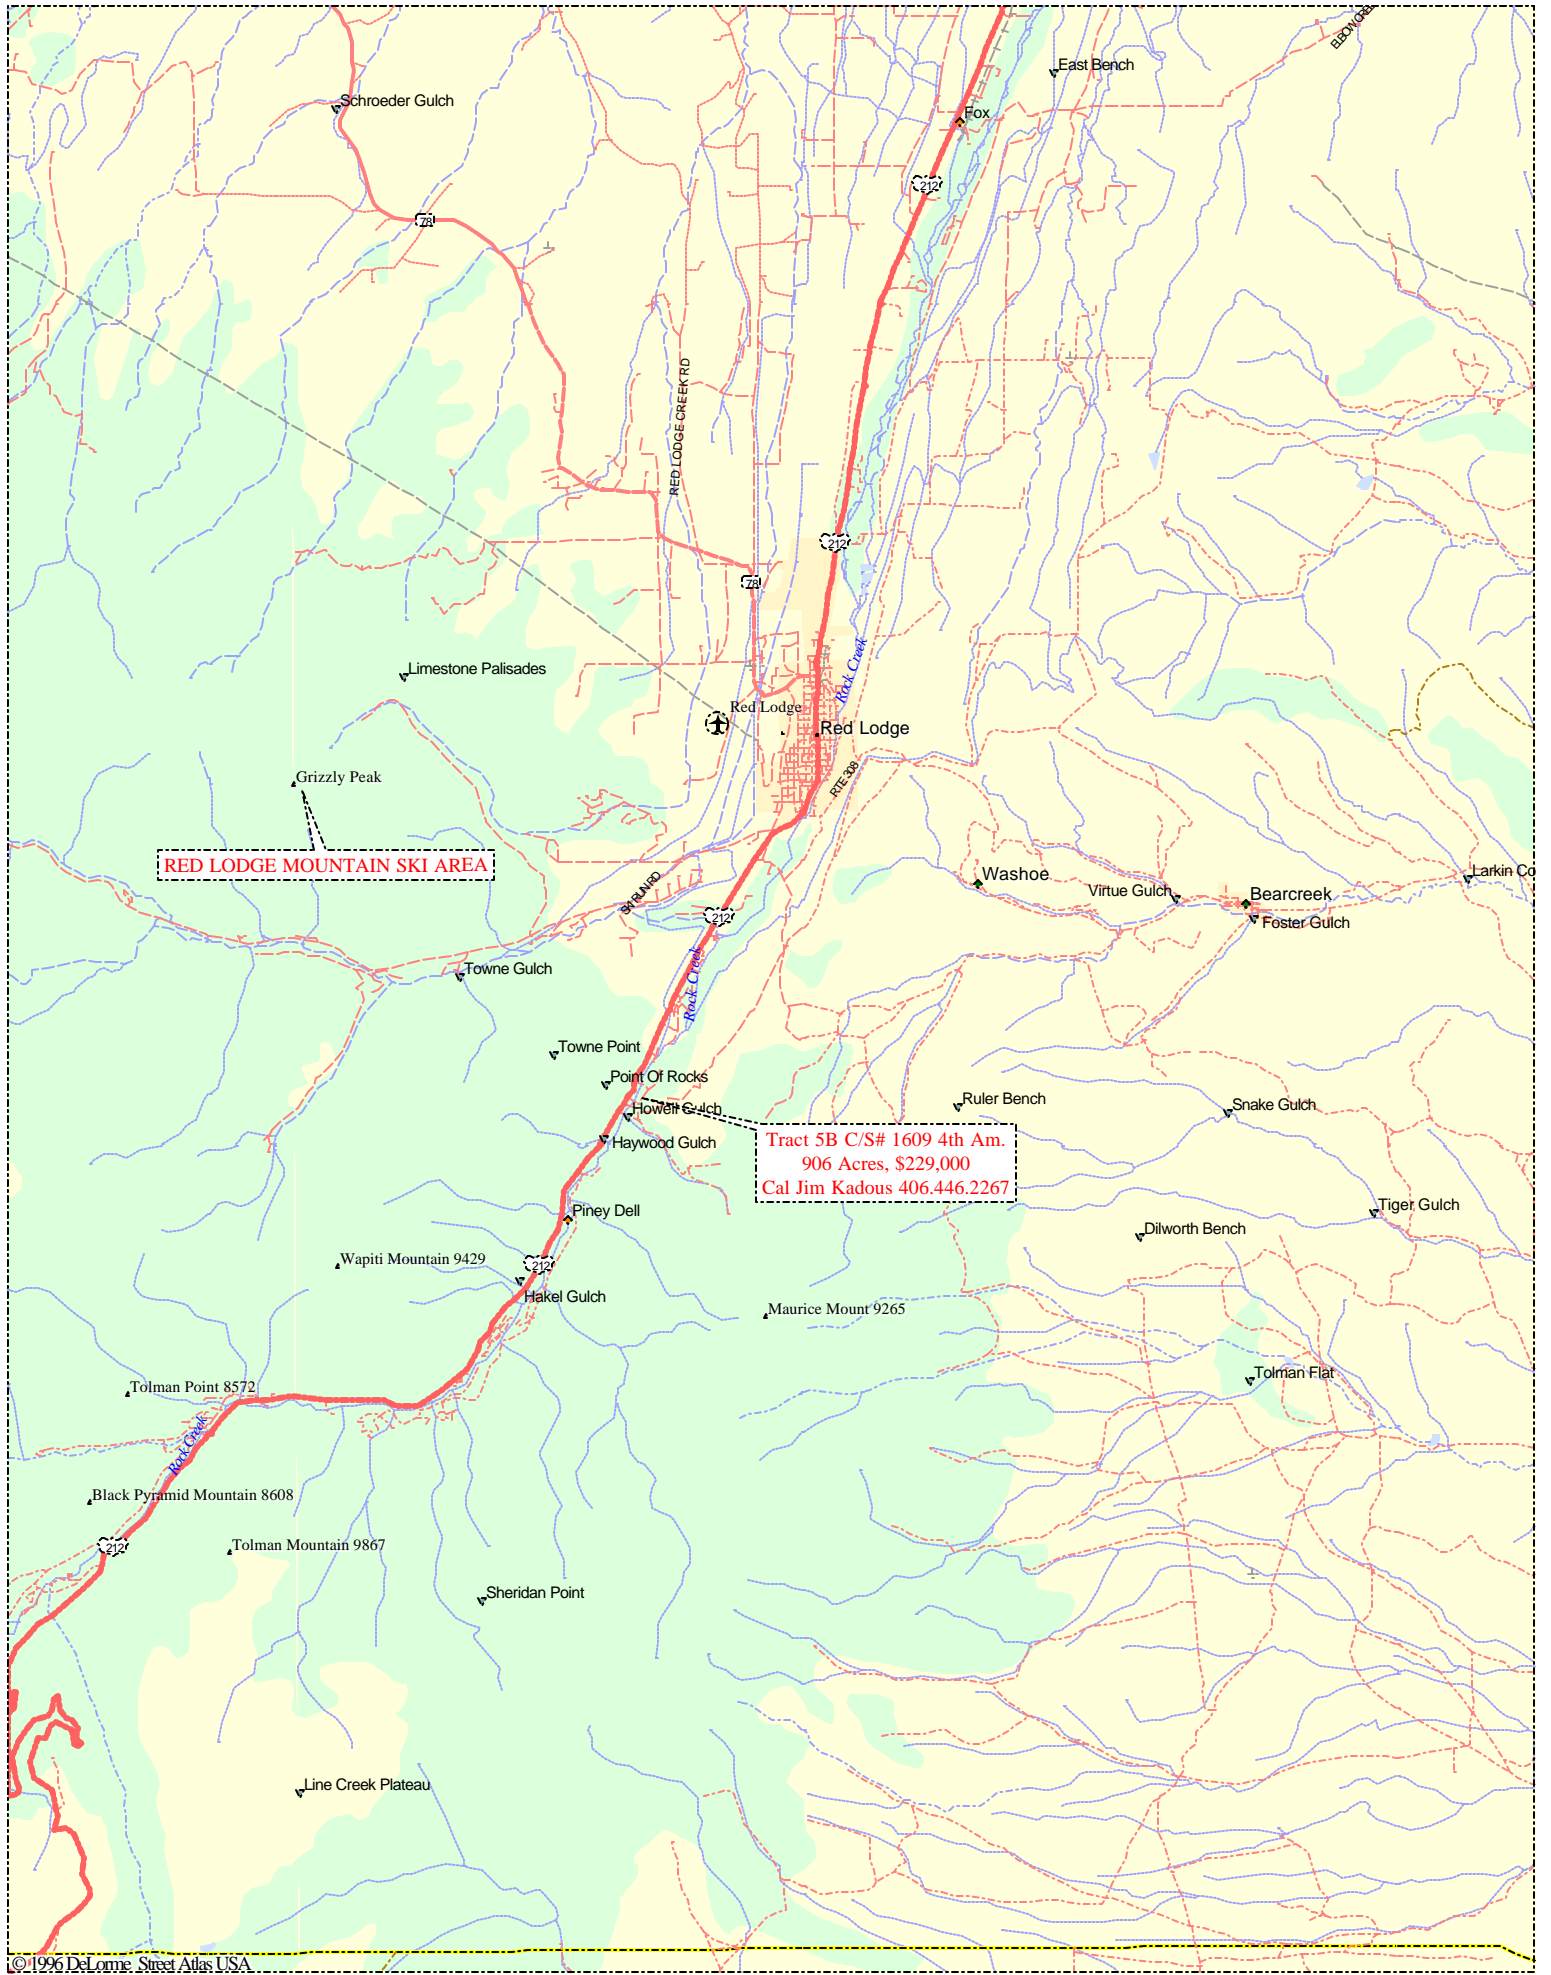 ELBOW CREE
East Bench
Schroeder Gulch
Fox
212
78
RED LODGE CREEK RD
212
78
Rock Creek
Limestone Palisades
Red Lodge
Red Lodge
Grizzly Peak
RTE 308
RED LODGE MOUNTAIN SKI AREA
SKI RUN RD
Washoe
Larkin Co
Virtue Gulch
Bearcreek
212
Foster Gulch
Rock Creek
Towne Gulch
Towne Point
Point Of Rocks
Howell Gulch
Ruler Bench
Snake Gulch
Haywood Gulch
Tract 5B C/S# 1609 4th Am.
906 Acres, $229,000
Cal Jim Kadous 406.446.2267
Piney Dell
Tiger Gulch
Dilworth Bench
Wapiti Mountain 9429
212
Hakel Gulch
Maurice Mount 9265
Tolman Flat
Tolman Point 8572
Rock Creek
Black Pyramid Mountain 8608
212
Tolman Mountain 9867
Sheridan Point
Line Creek Plateau
© 1996 DeLorme Street Atlas USA